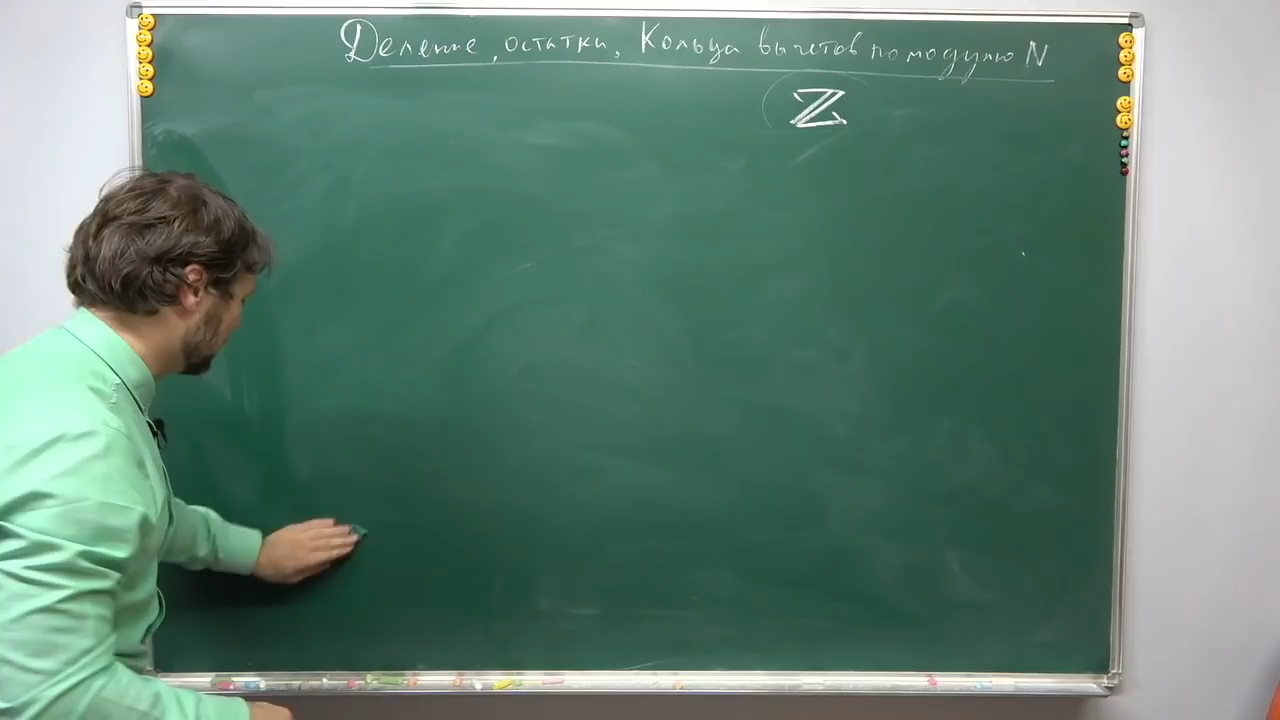 Деление, остатки, Кольца вычетов по модулю N
ℤ